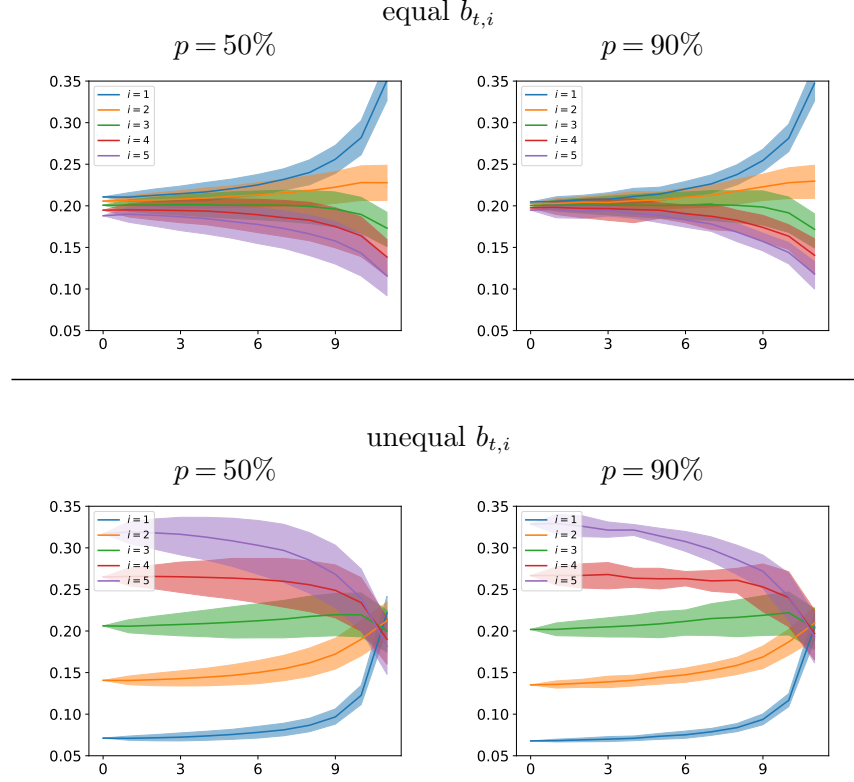 equal b_{t,i}
p = 50% p = 90%
0.35 0.35
i = 1 i = 1
0.30 i = 2 0.30 i = 2
i = 3 i = 3
i = 4 i = 4
0.25 i = 5 0.25 i = 5
0.20 0.20
0.15 0.15
0.10 0.10
0.05 0.05
0 3 6 9 0 3 6 9
unequal b_{t,i}
p = 50% p = 90%
0.35 0.35
i = 1 i = 1
0.30 i = 2 0.30 i = 2
i = 3 i = 3
i = 4 i = 4
0.25 i = 5 0.25 i = 5
0.20 0.20
0.15 0.15
0.10 0.10
0.05 0.05
0 3 6 9 0 3 6 9